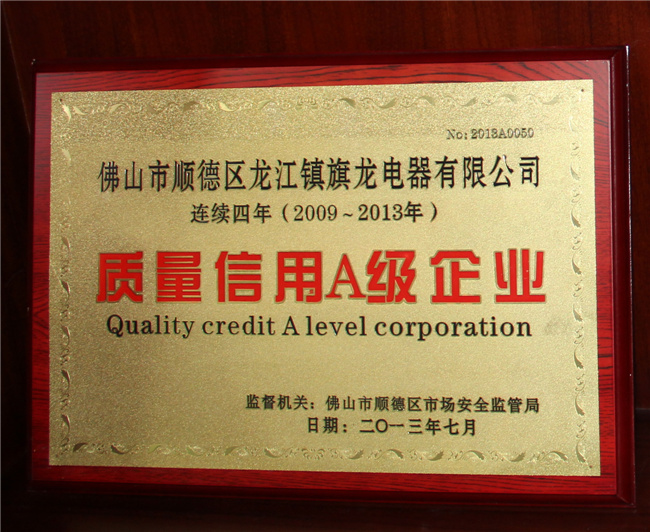 No:2013A0050
佛山市顺德区龙江镇旗龙电器有限公司
连续四年（2009～2013年）
质量信用A级企业
Quality credit A level corporation
监督机关：佛山市顺德区市场安全监管局
日期：二〇一三年七月